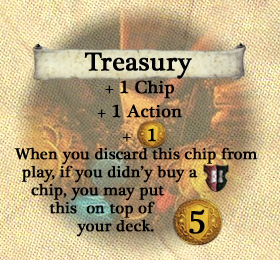 Treasury
+ 1 Chip
+ 1 Action
+ 1
When you discard this chip from
play, if you didn'y buy a
chip, you may put
this on top of
your deck.
5